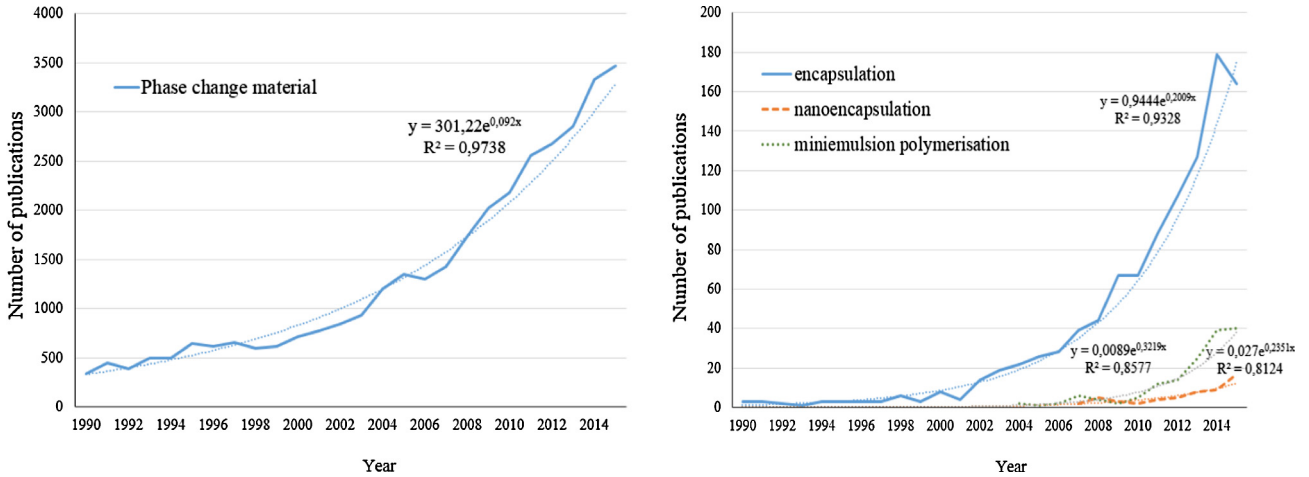 4000
3500
3000
2500
2000
1500
1000
500
0
Number of publications
Phase change material
y = 301,22e^0,092x
R² = 0,9738
1990 1992 1994 1996 1998 2000 2002 2004 2006 2008 2010 2012 2014
Year
200
180
160
140
120
100
80
60
40
20
0
Number of publications
encapsulation
nanoencapsulation
miniemulsion polymerisation
y = 0,9444e^0,2009x
R² = 0,9328
y = 0,0089e^0,3219x
R² = 0,8577
y = 0,027e^0,2351x
R² = 0,8124
1990 1992 1994 1996 1998 2000 2002 2004 2006 2008 2010 2012 2014
Year